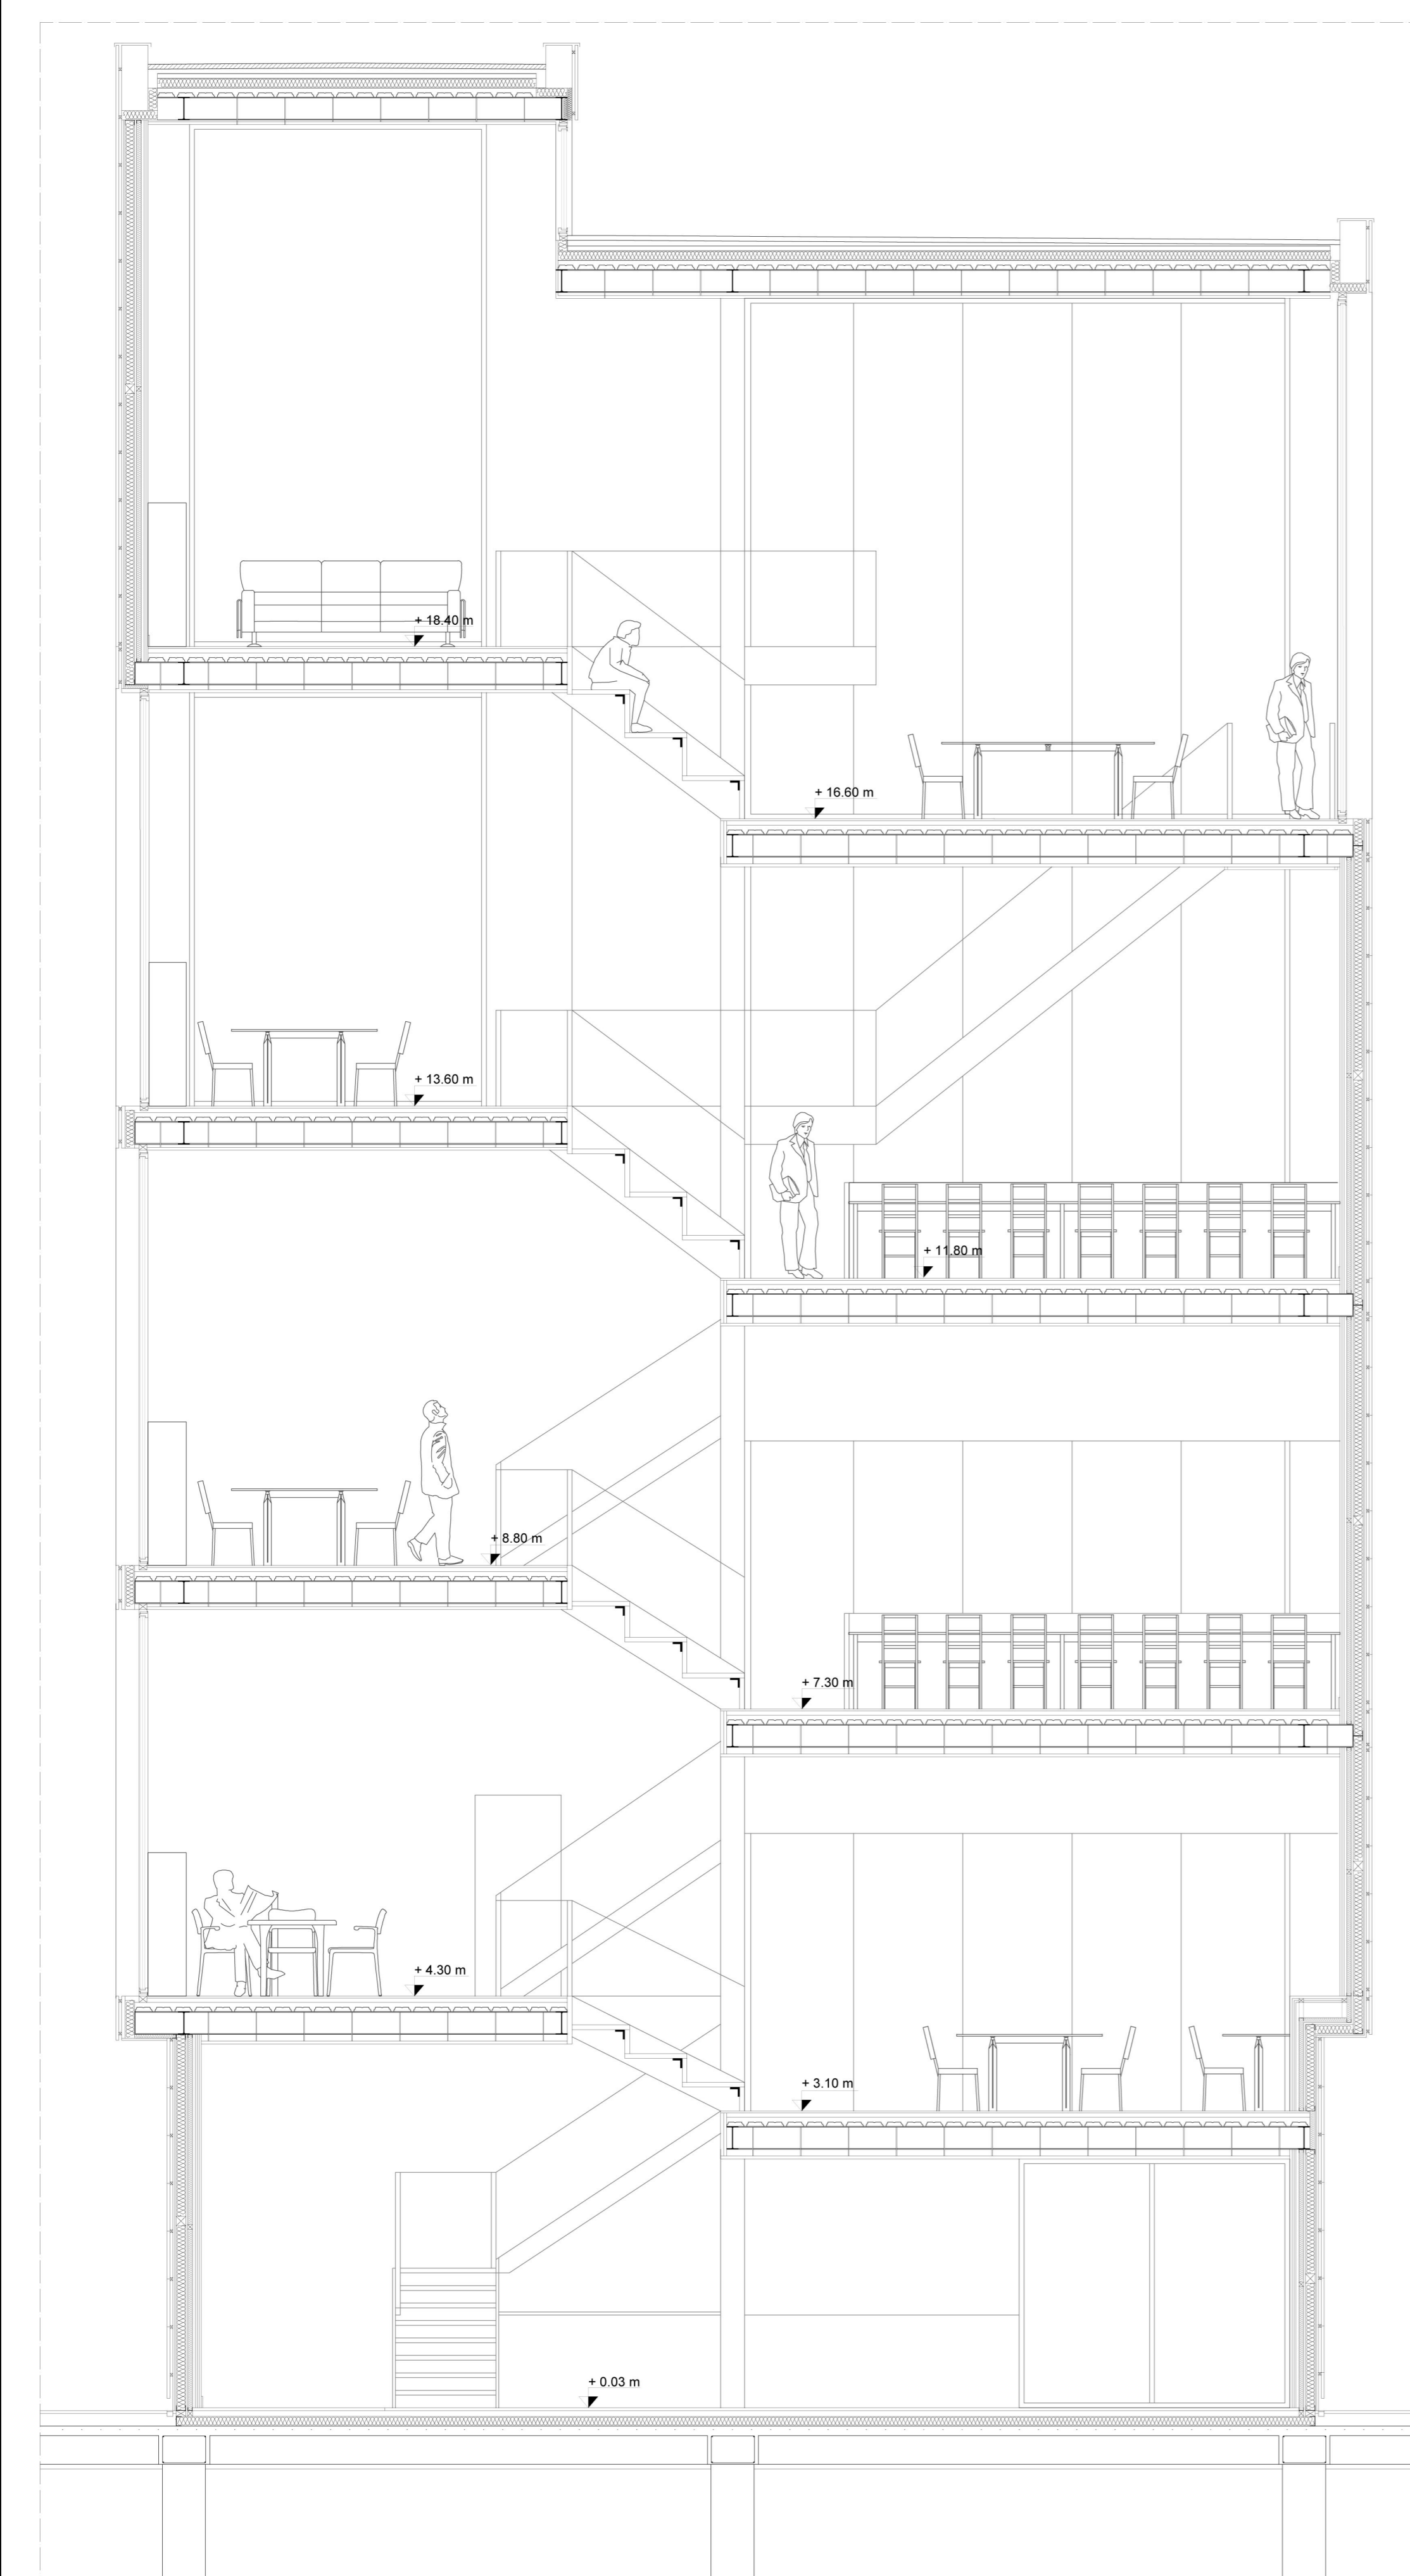 + 18.40 m
+ 16.60 m
+ 13.60 m
+ 11.80 m
+ 8.80 m
+ 7.30 m
+ 4.30 m
+ 3.10 m
+ 0.03 m